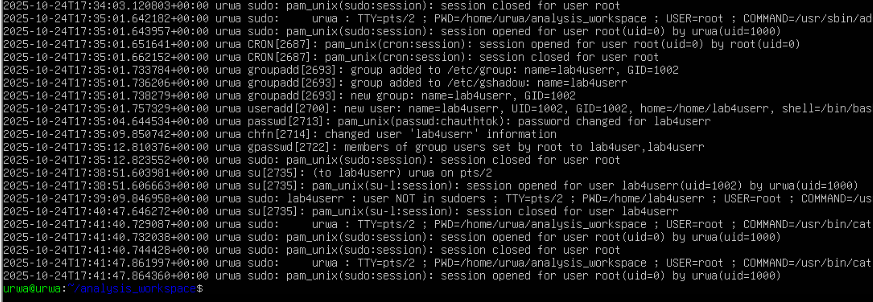 2025-10-24T17:34:03.120803+00:00 urwa sudo: pam_unix(sudo:session): session closed for user root
2025-10-24T17:35:01.642182+00:00 urwa sudo:     urwa : TTY=pts/2 ; PWD=/home/urwa/analysis_workspace ; USER=root ; COMMAND=/usr/sbin/ad
2025-10-24T17:35:01.643957+00:00 urwa sudo: pam_unix(sudo:session): session opened for user root(uid=0) by urwa(uid=1000)
2025-10-24T17:35:01.651641+00:00 urwa CRON[2687]: pam_unix(cron:session): session opened for user root(uid=0) by root(uid=0)
2025-10-24T17:35:01.662152+00:00 urwa CRON[2687]: pam_unix(cron:session): session closed for user root
2025-10-24T17:35:01.733784+00:00 urwa groupadd[2693]: group added to /etc/group: name=lab4userr, GID=1002
2025-10-24T17:35:01.736206+00:00 urwa groupadd[2693]: group added to /etc/gshadow: name=lab4userr
2025-10-24T17:35:01.738279+00:00 urwa groupadd[2693]: new group: name=lab4userr, GID=1002
2025-10-24T17:35:01.757329+00:00 urwa useradd[2700]: new user: name=lab4userr, UID=1002, GID=1002, home=/home/lab4userr, shell=/bin/bas
2025-10-24T17:35:04.644534+00:00 urwa passwd[2713]: pam_unix(passwd:chauthtok): password changed for lab4userr
2025-10-24T17:35:09.850742+00:00 urwa chfn[2714]: changed user 'lab4userr' information
2025-10-24T17:35:12.810376+00:00 urwa gpasswd[2722]: members of group users set by root to lab4user,lab4userr
2025-10-24T17:35:12.823552+00:00 urwa sudo: pam_unix(sudo:session): session closed for user root
2025-10-24T17:38:51.603981+00:00 urwa su[2735]: (to lab4userr) urwa on pts/2
2025-10-24T17:38:51.606663+00:00 urwa su[2735]: pam_unix(su-l:session): session opened for user lab4userr(uid=1002) by urwa(uid=1000)
2025-10-24T17:39:09.846958+00:00 urwa sudo: lab4userr : user NOT in sudoers ; TTY=pts/2 ; PWD=/home/lab4userr ; USER=root ; COMMAND=/us
2025-10-24T17:40:47.646272+00:00 urwa su[2735]: pam_unix(su-l:session): session closed for user lab4userr
2025-10-24T17:41:40.729087+00:00 urwa sudo:     urwa : TTY=pts/2 ; PWD=/home/urwa/analysis_workspace ; USER=root ; COMMAND=/usr/bin/cat
2025-10-24T17:41:40.732038+00:00 urwa sudo: pam_unix(sudo:session): session opened for user root(uid=0) by urwa(uid=1000)
2025-10-24T17:41:40.744428+00:00 urwa sudo: pam_unix(sudo:session): session closed for user root
2025-10-24T17:41:47.861997+00:00 urwa sudo:     urwa : TTY=pts/2 ; PWD=/home/urwa/analysis_workspace ; USER=root ; COMMAND=/usr/bin/cat
2025-10-24T17:41:47.864360+00:00 urwa sudo: pam_unix(sudo:session): session opened for user root(uid=0) by urwa(uid=1000)
urwa@urwa:~/analysis_workspace$